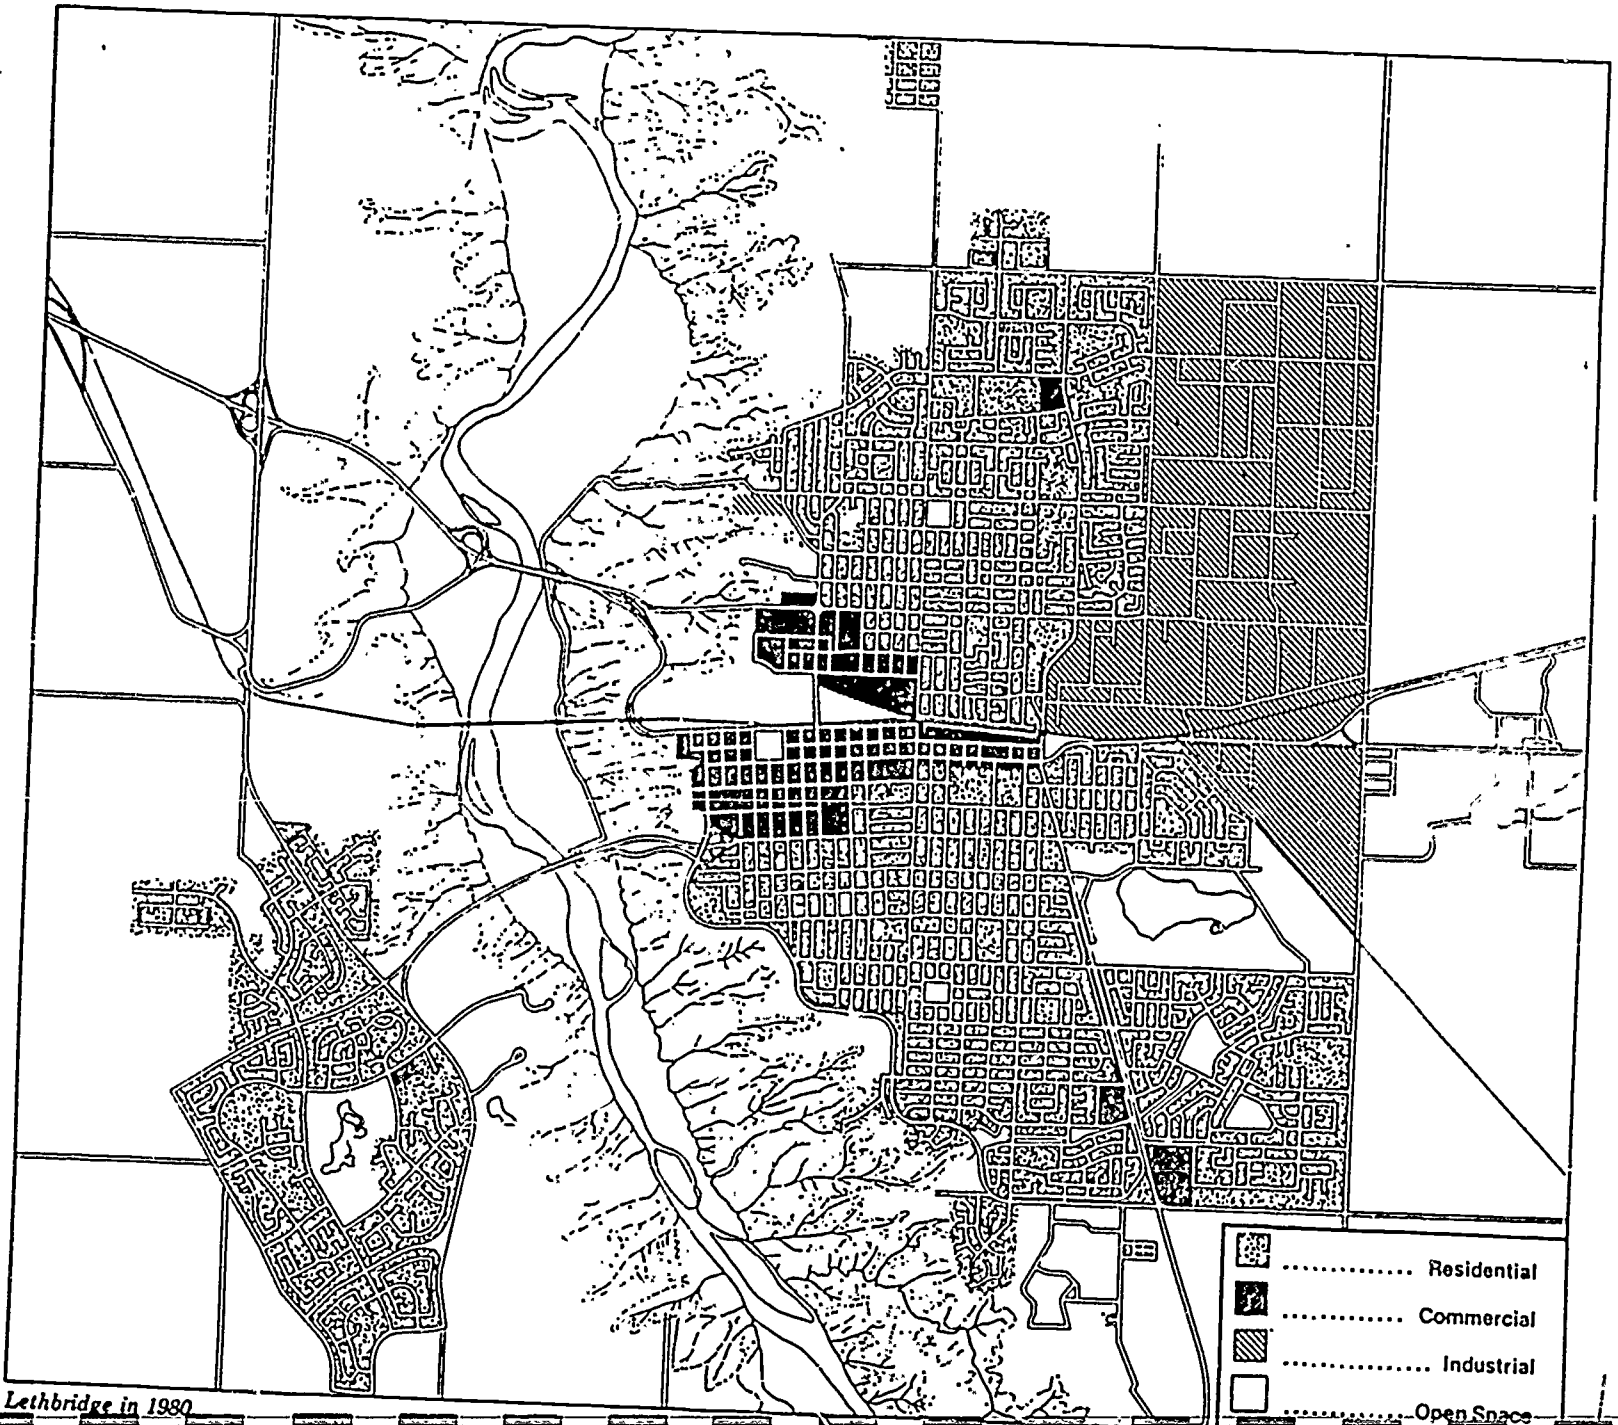 ............. Residential
............ Commercial
............... Industrial
............ Open Space
Lethbridge in 1980